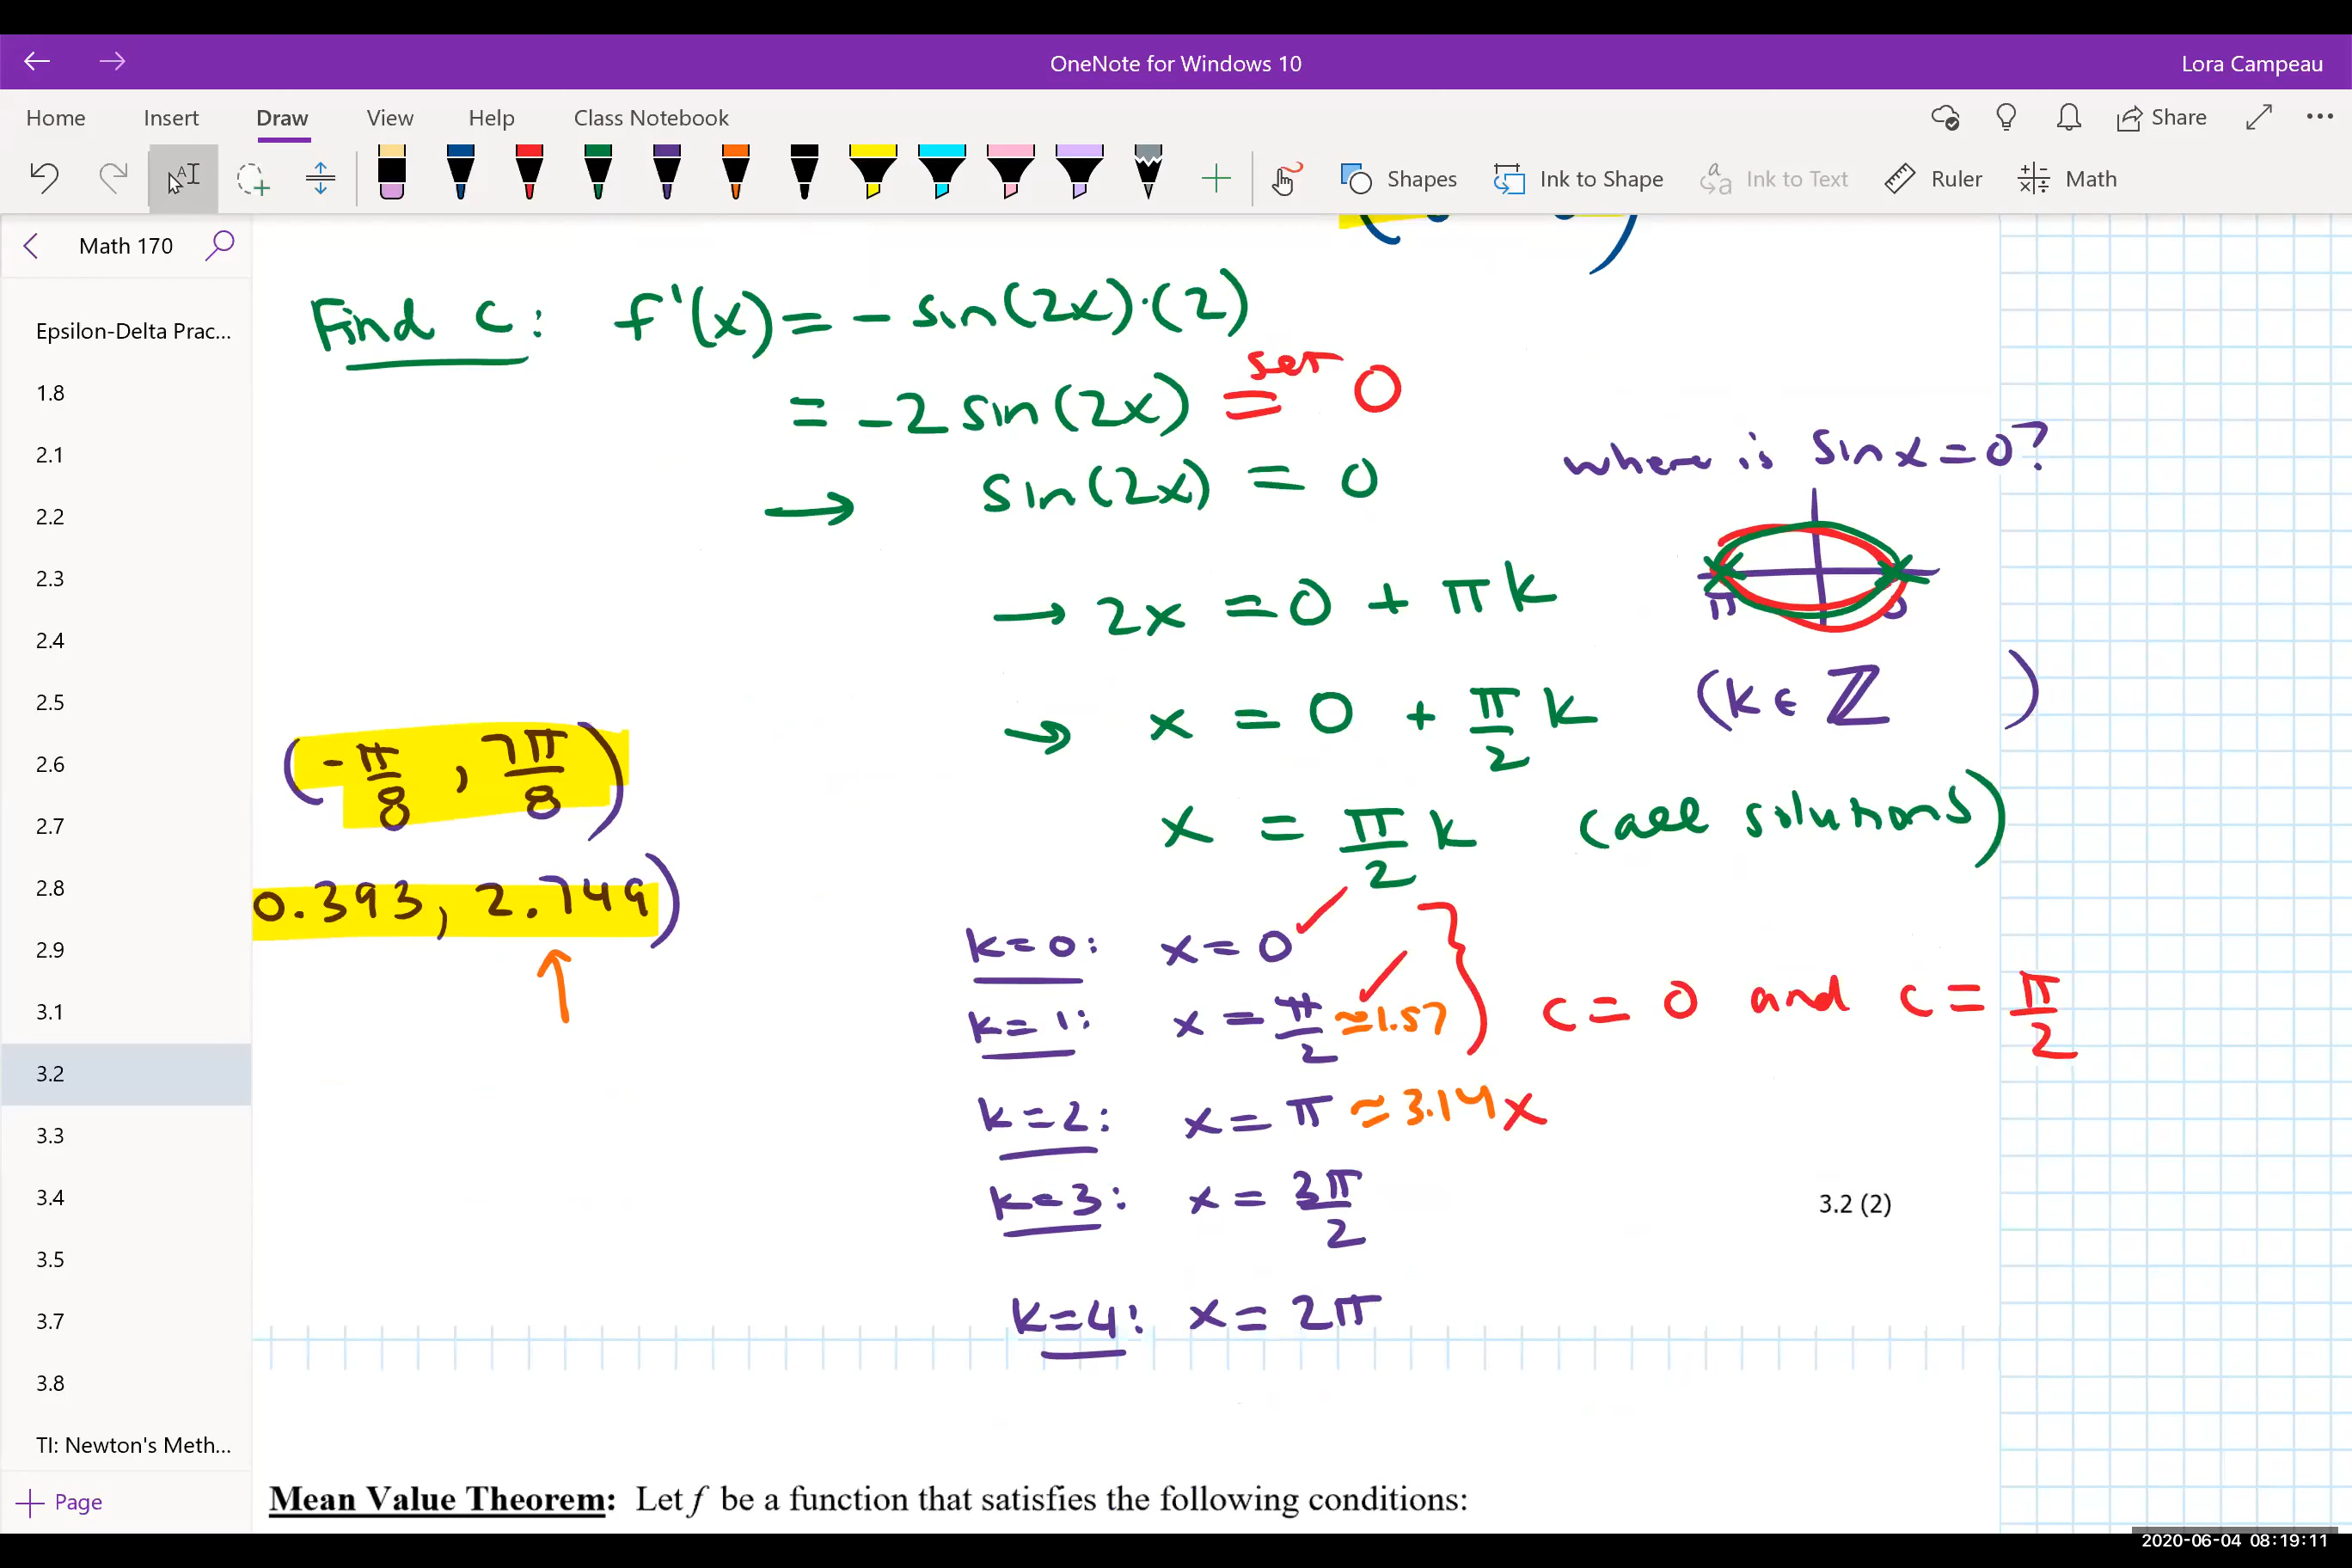 OneNote for Windows 10
Lora Campeau
Home Insert Draw View Help Class Notebook
Share
Shapes Ink to Shape Ink to Text Ruler Math
Math 170
Epsilon-Delta Prac...
1.8
2.1
2.2
2.3
2.4
2.5
2.6
2.7
2.8
2.9
3.1
3.2
3.3
3.4
3.5
3.7
3.8
TI: Newton's Meth...
Page
Find c: f'(x) = - sin(2x)·(2)
= -2 sin(2x) set = 0
→ sin(2x) = 0
where is sin x = 0?
π 0
→ 2x = 0 + πk
→ x = 0 + π/2 k (k ∈ ℤ )
x = π/2 k (all solutions)
(-π/8, 7π/8)
0.393, 2.749)
k=0: x = 0 ✓
k=1: x = π/2 ≈ 1.57 ✓
} c = 0 and c = π/2
k=2: x = π ≈ 3.14 x
k=3: x = 3π/2
k=4: x = 2π
3.2 (2)
Mean Value Theorem: Let f be a function that satisfies the following conditions:
2020-06-04 08:19:11